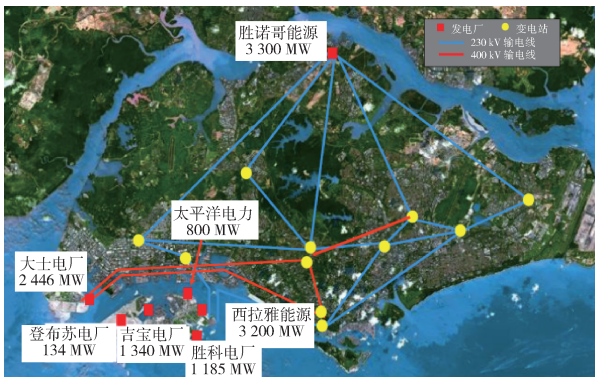 胜诺哥能源
3 300 MW
发电厂 变电站
230 kV 输电线
400 kV 输电线
太平洋电力
800 MW
大士电厂
2 446 MW
西拉雅能源
3 200 MW
登布苏电厂
134 MW
吉宝电厂
1 340 MW
胜科电厂
1 185 MW